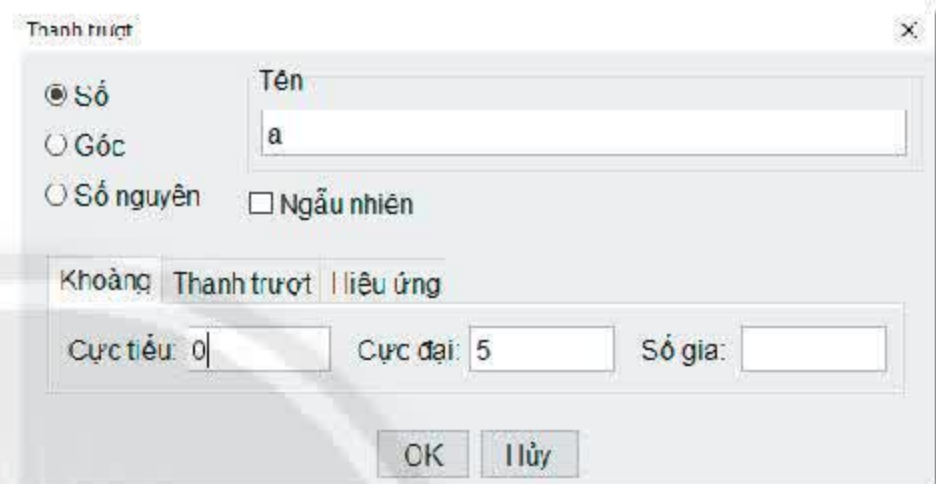 Thanh trượt
Số
Tên
a
Góc
Số nguyên
Ngẫu nhiên
Khoảng Thanh trượt Hiệu ứng
Cực tiểu: 0 Cực đại: 5 Số gia:
OK Hủy